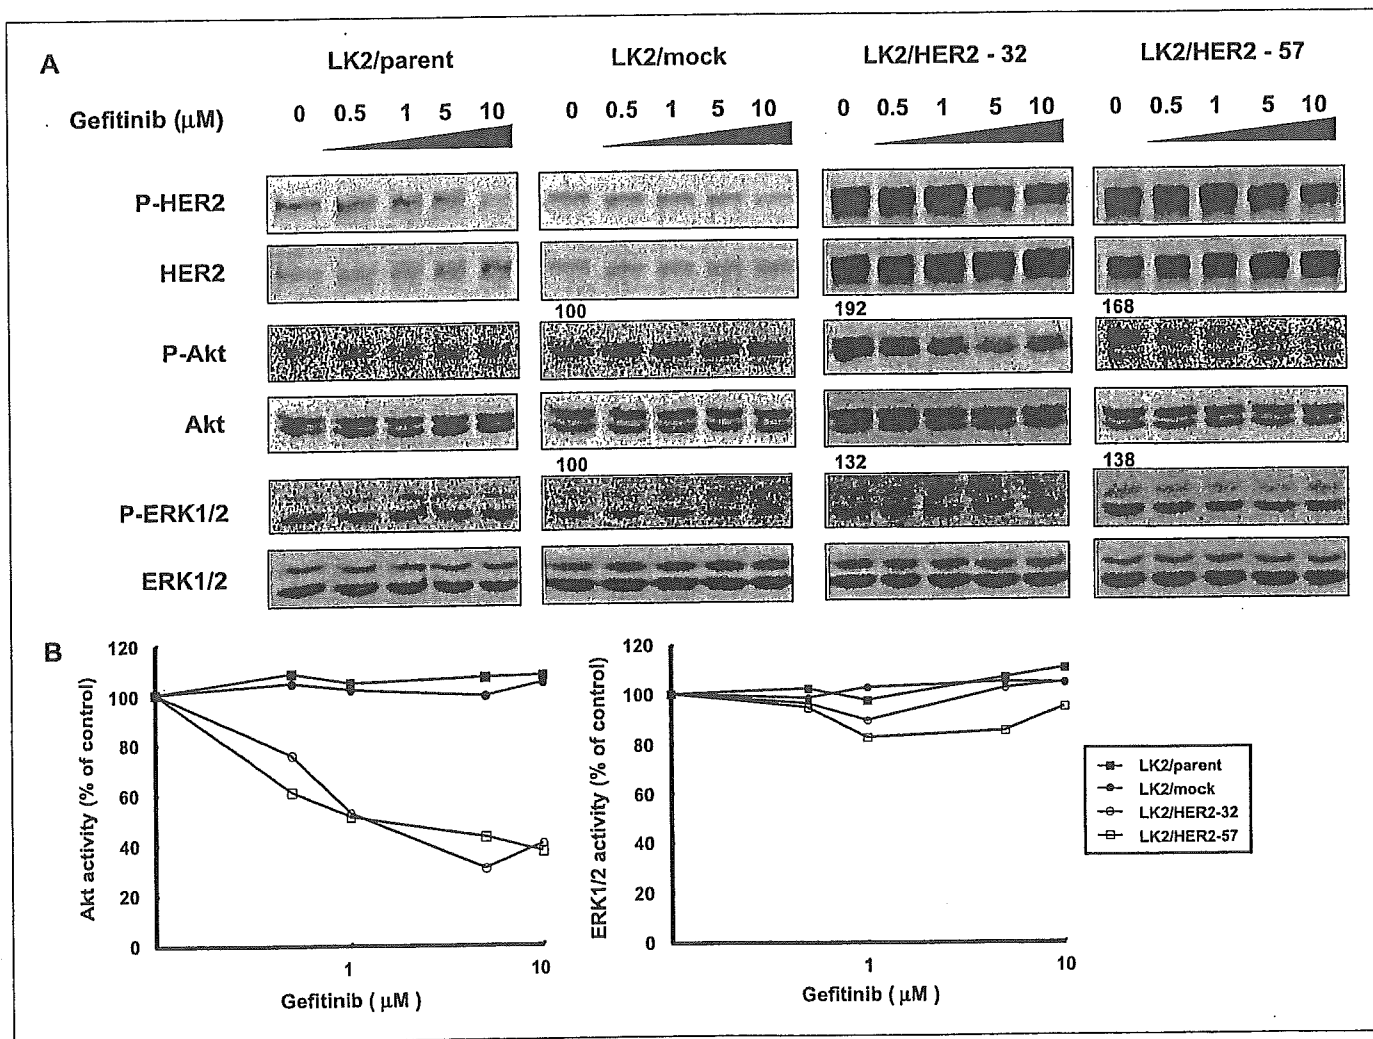 A
LK2/parent LK2/mock LK2/HER2 - 32 LK2/HER2 - 57
Gefitinib (μM) 0 0.5 1 5 10 0 0.5 1 5 10 0 0.5 1 5 10 0 0.5 1 5 10
P-HER2
HER2
100 192 168
P-Akt
Akt
100 132 138
P-ERK1/2
ERK1/2
B
Akt activity (% of control)
120
100
80
60
40
20
0
1 10
Gefitinib ( μM )
ERK1/2 activity (% of control)
120
100
80
60
40
20
0
1 10
Gefitinib ( μM )
LK2/parent
LK2/mock
LK2/HER2-32
LK2/HER2-57